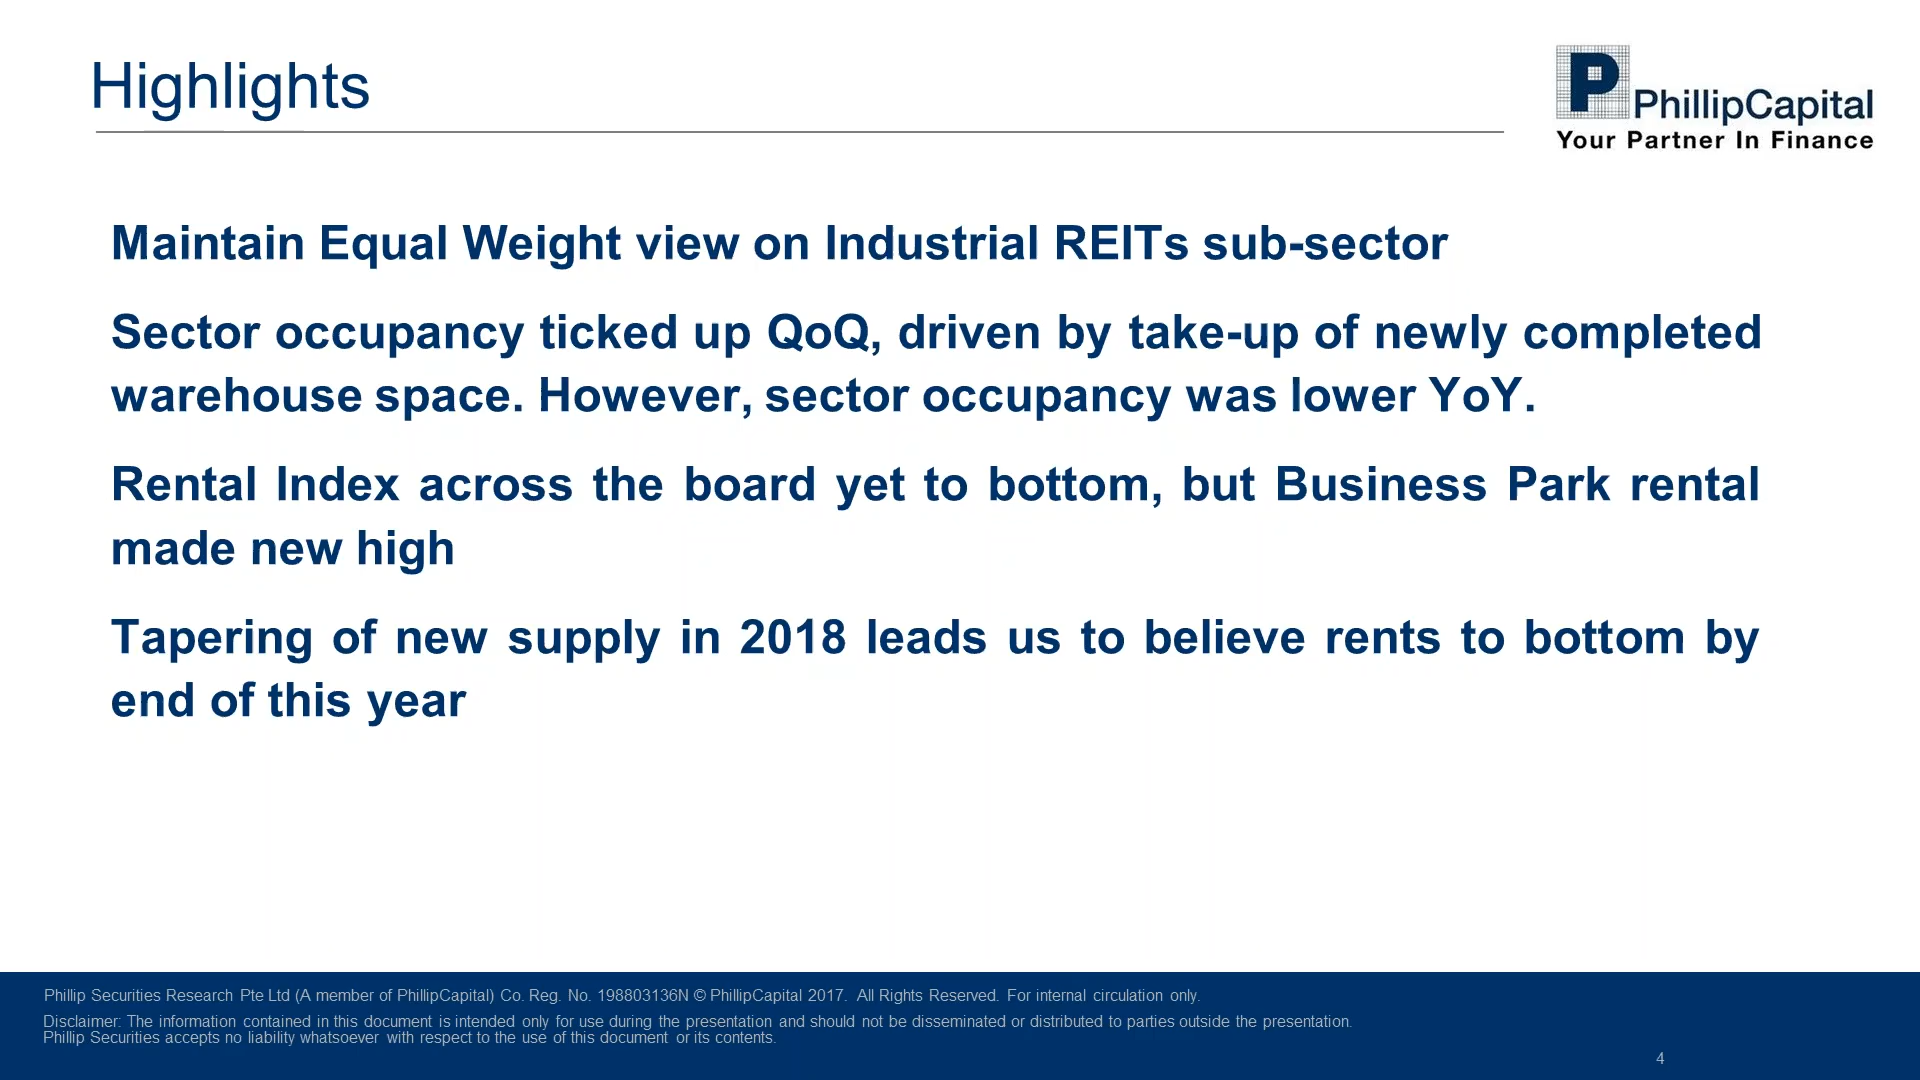 Highlights
P
PhillipCapital
Your Partner In Finance
Maintain Equal Weight view on Industrial REITs sub-sector
Sector occupancy ticked up QoQ, driven by take-up of newly completed
warehouse space. However, sector occupancy was lower YoY.
Rental Index across the board yet to bottom, but Business Park rental
made new high
Tapering of new supply in 2018 leads us to believe rents to bottom by
end of this year
Phillip Securities Research Pte Ltd (A member of PhillipCapital) Co. Reg. No. 198803136N © PhillipCapital 2017. All Rights Reserved. For internal circulation only.
Disclaimer: The information contained in this document is intended only for use during the presentation and should not be disseminated or distributed to parties outside the presentation.
Phillip Securities accepts no liability whatsoever with respect to the use of this document or its contents.
4